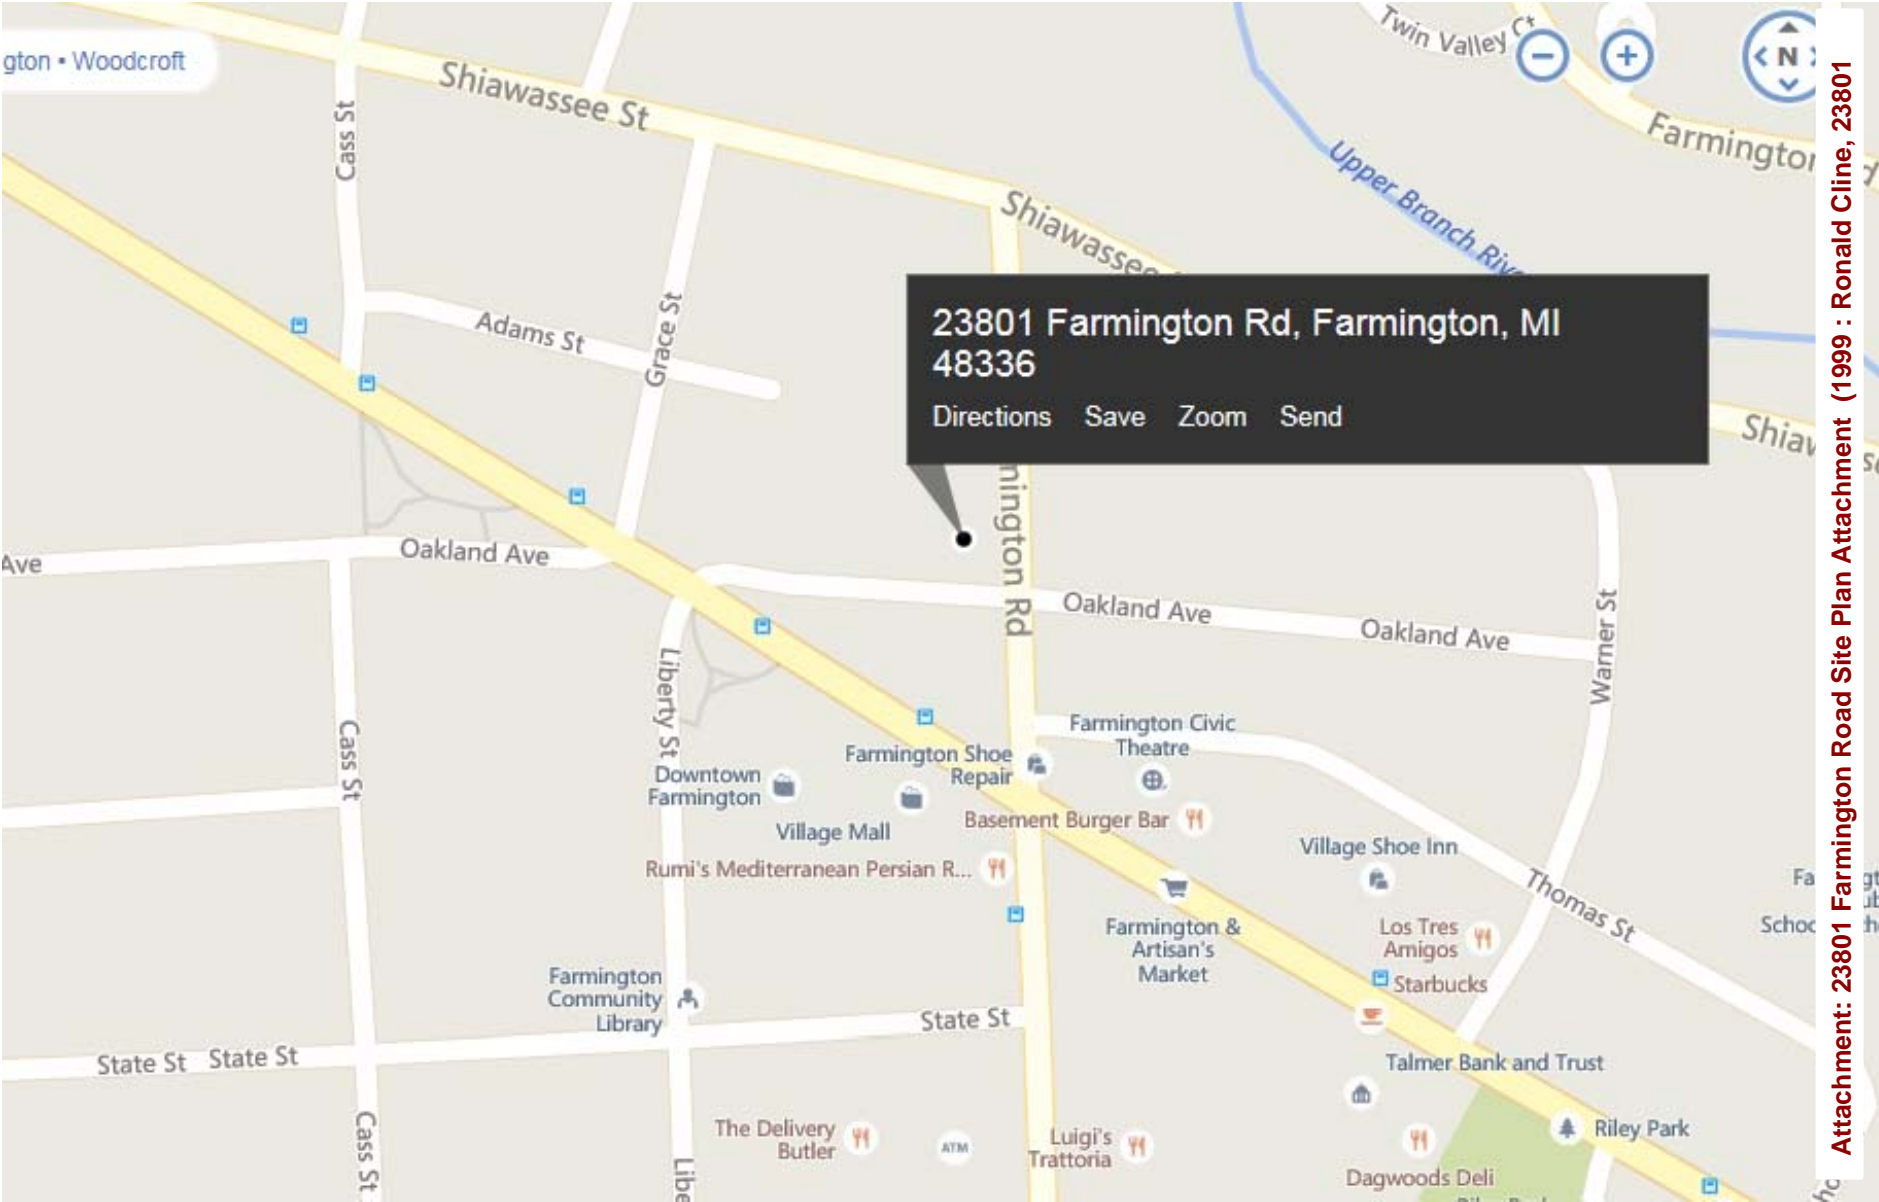 gton • Woodcroft
Shiawassee St
Cass St
Twin Valley Ct
N
Upper Branch
Shiawassee
23801 Farmington Rd, Farmington, MI
48336
Directions Save Zoom Send
Adams St
Grace St
mington Rd
Ave
Oakland Ave
Oakland Ave
Oakland Ave
Warner St
Liberty St
Cass St
Farmington Civic
Theatre
Farmington Shoe
Repair
Downtown
Farmington
Village Mall
Basement Burger Bar
Rumi's Mediterranean Persian R...
Village Shoe Inn
Thomas St
Farmington &
Artisan's
Market
Los Tres
Amigos
Starbucks
Farmington
Community
Library
State St
State St State St
Talmer Bank and Trust
Cass St
The Delivery
Butler
ATM
Luigi's
Trattoria
Riley Park
Dagwoods Deli
Libe
Attachment: 23801 Farmington Road Site Plan Attachment (1999 : Ronald Cline, 23801